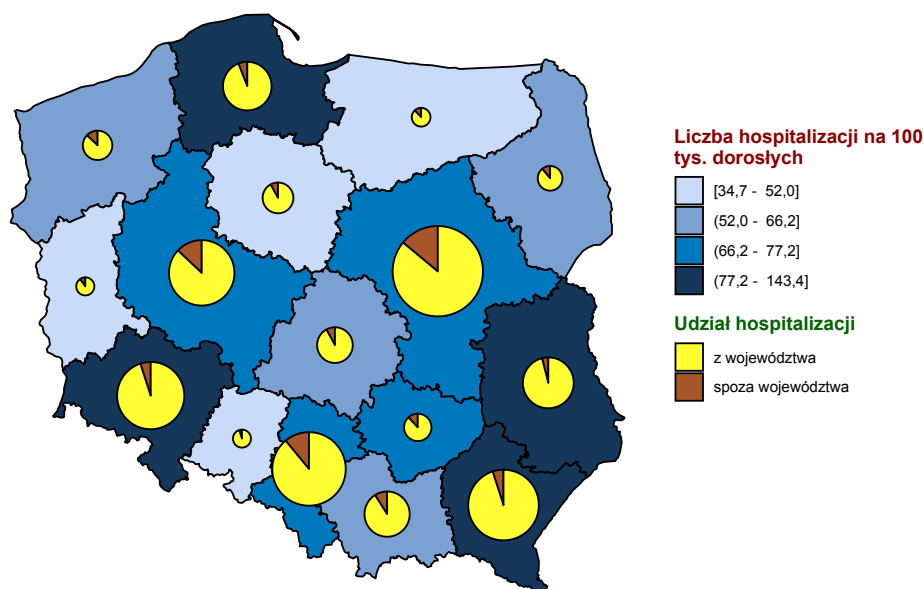 Liczba hospitalizacji na 100
tys. dorosłych
[34,7 - 52,0]
(52,0 - 66,2]
(66,2 - 77,2]
(77,2 - 143,4]
Udział hospitalizacji
z województwa
spoza województwa